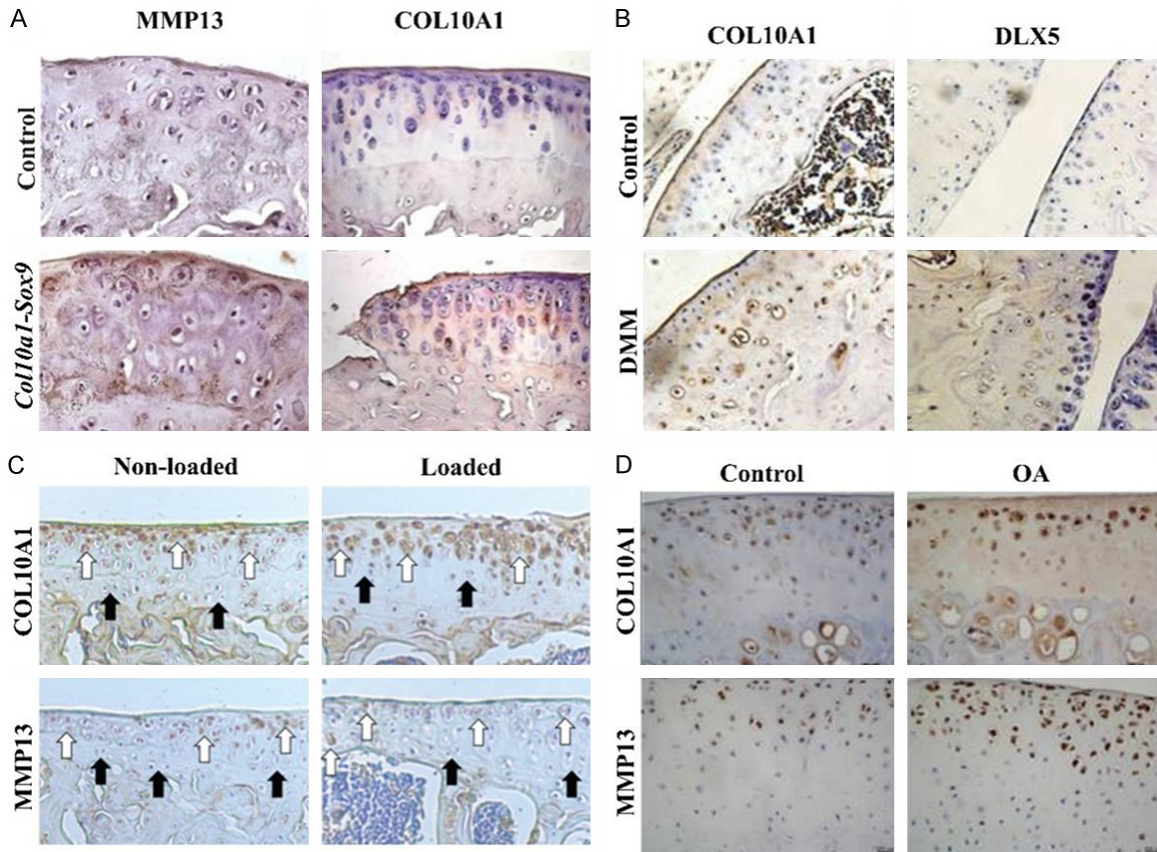 A
MMP13
COL10A1
Control
Col10a1-Sox9
B
COL10A1
DLX5
Control
DMM
C
Non-loaded
Loaded
COL10A1
MMP13
D
Control
OA
COL10A1
MMP13